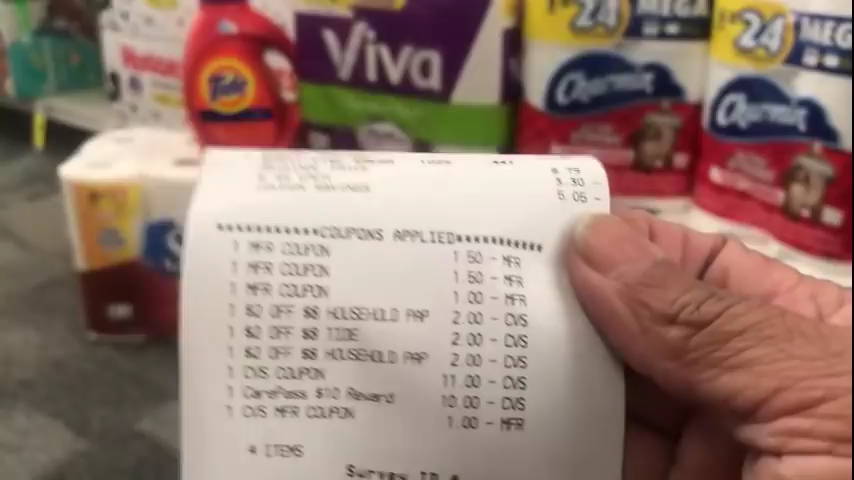 Tide
Viva
24
MEGA
Charmin
24
MEG
Charmin
3.30 -
5.05 -
COUPONS APPLIED
1 MFR COUPON 1.50 - MFR
1 MFR COUPON 1.50 - MFR
1 MFR COUPON 1.00 - MFR
1 $2 OFF $8 HOUSEHOLD PAP 2.00 - CVS
1 $2 OFF $8 TIDE 2.00 - CVS
1 $2 OFF $8 HOUSEHOLD PAP 2.00 - CVS
1 CVS COUPON 11.00 - CVS
1 CarePass $10 Reward 10.00 - CVS
1 CVS MFR COUPON 1.00 - MFR
4 ITEMS
Survey ID